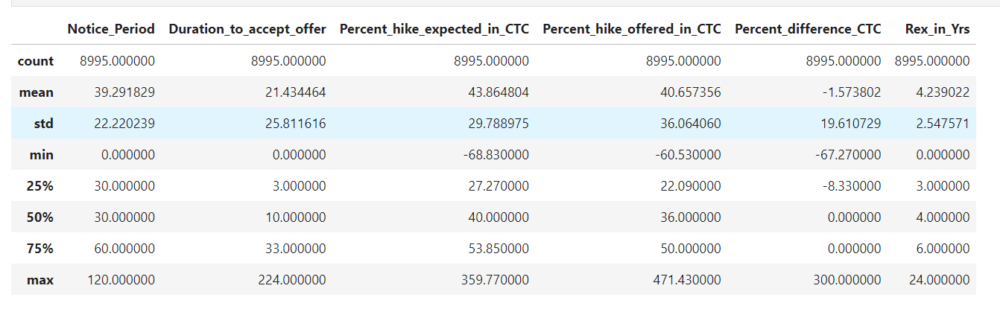 Notice_Period Duration_to_accept_offer Percent_hike_expected_in_CTC Percent_hike_offered_in_CTC Percent_difference_CTC Rex_in_Yrs
count 8995.000000 8995.000000 8995.000000 8995.000000 8995.000000 8995.000000
mean 39.291829 21.434464 43.864804 40.657356 -1.573802 4.239022
std 22.220239 25.811616 29.788975 36.064060 19.610729 2.547571
min 0.000000 0.000000 -68.830000 -60.530000 -67.270000 0.000000
25% 30.000000 3.000000 27.270000 22.090000 -8.330000 3.000000
50% 30.000000 10.000000 40.000000 36.000000 0.000000 4.000000
75% 60.000000 33.000000 53.850000 50.000000 0.000000 6.000000
max 120.000000 224.000000 359.770000 471.430000 300.000000 24.000000